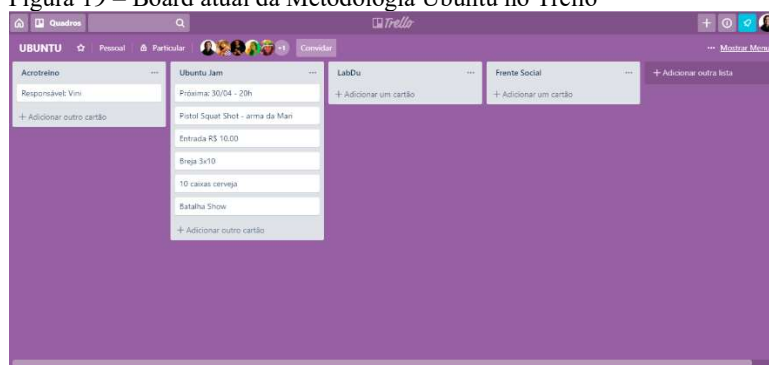 Figura 19 – Board atual da Metodologia Ubuntu no Trello
Quadros
Trello
UBUNTU
Pessoal
Particular
+1
Convidar
··· Mostrar Menu
Acrotreino
Responsável: Vini
+ Adicionar outro cartão
Ubuntu Jam
Próxima: 30/04 - 20h
Pistol Squat Shot - arma da Mari
Entrada R$ 10.00
Breja 3x10
10 caixas cerveja
Batalha Show
+ Adicionar outro cartão
LabDu
+ Adicionar um cartão
Frente Social
+ Adicionar um cartão
+ Adicionar outra lista